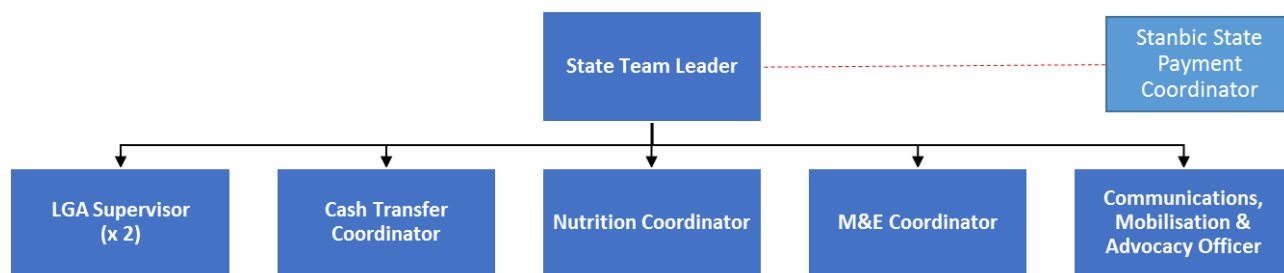 State Team Leader
Stanbic State
Payment
Coordinator
LGA Supervisor
(x 2)
Cash Transfer
Coordinator
Nutrition Coordinator
M&E Coordinator
Communications,
Mobilisation &
Advocacy Officer